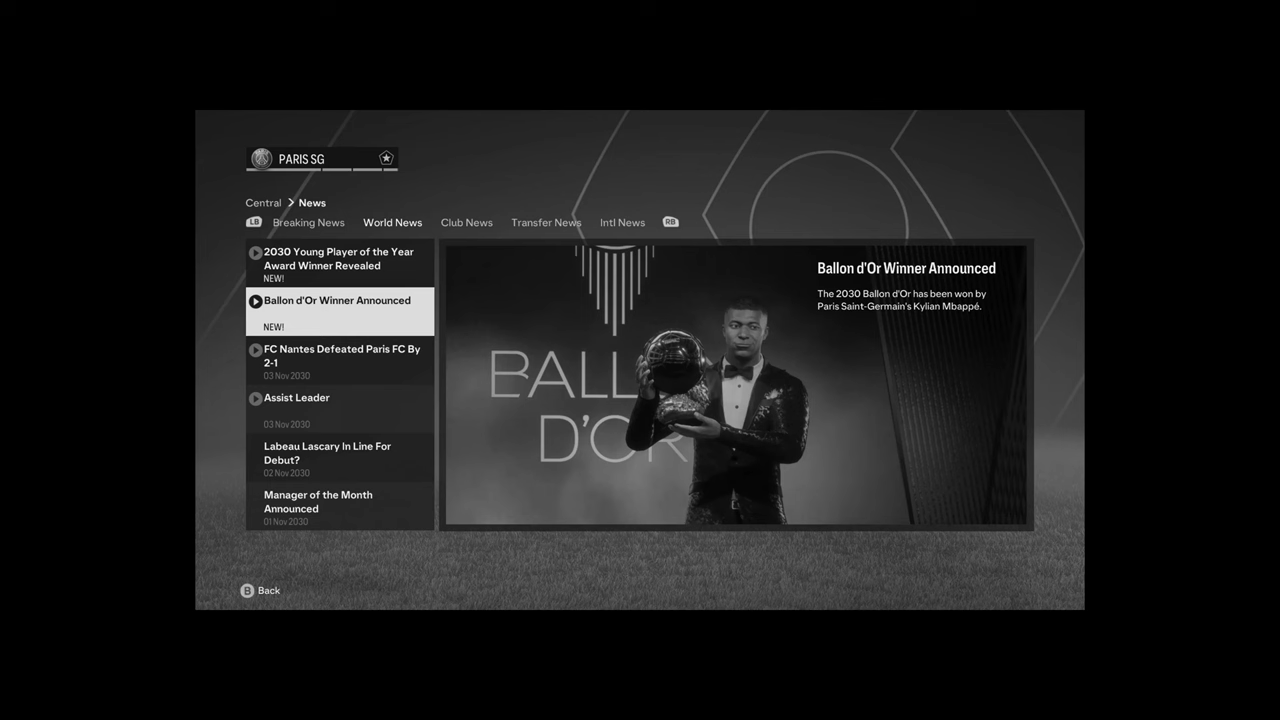 PARIS SG
Central > News
LB Breaking News World News Club News Transfer News Intl News RB
2030 Young Player of the Year
Award Winner Revealed
NEW!
Ballon d'Or Winner Announced
NEW!
FC Nantes Defeated Paris FC By
2-1
03 Nov 2030
Assist Leader
03 Nov 2030
Labeau Lascary In Line For
Debut?
02 Nov 2030
Manager of the Month
Announced
01 Nov 2030
BALL
D'OR
Ballon d'Or Winner Announced
The 2030 Ballon d'Or has been won by
Paris Saint-Germain's Kylian Mbappé.
B Back